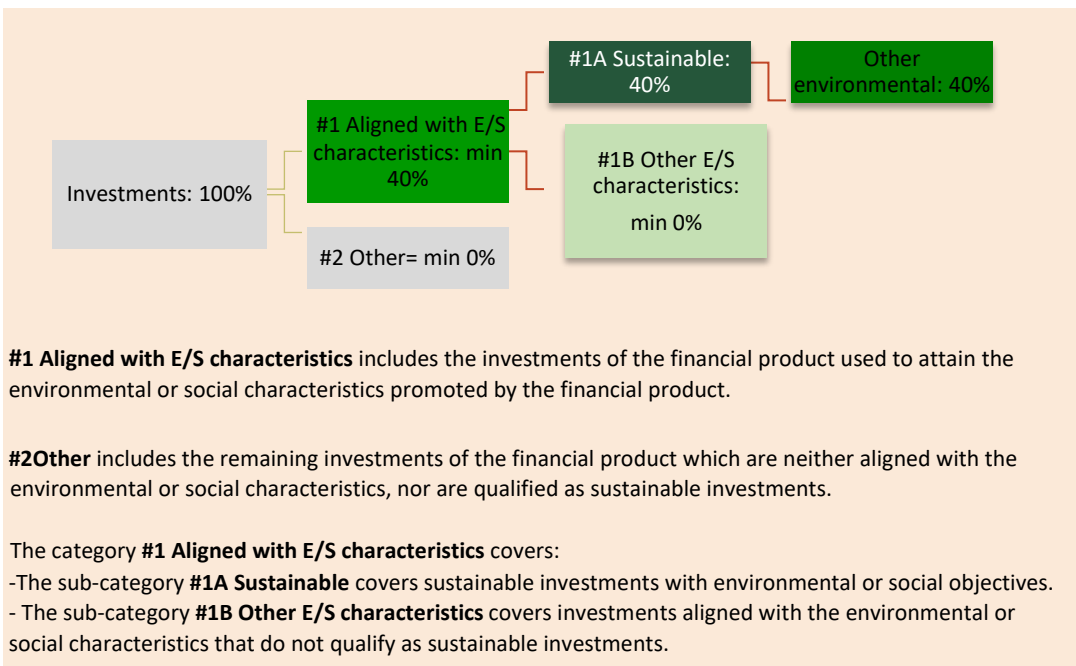 #1A Sustainable:
40%
Other
environmental: 40%
#1 Aligned with E/S
characteristics: min
40%
#1B Other E/S
characteristics:
min 0%
Investments: 100%
#2 Other= min 0%
#1 Aligned with E/S characteristics includes the investments of the financial product used to attain the
environmental or social characteristics promoted by the financial product.
#2Other includes the remaining investments of the financial product which are neither aligned with the
environmental or social characteristics, nor are qualified as sustainable investments.
The category #1 Aligned with E/S characteristics covers:
-The sub-category #1A Sustainable covers sustainable investments with environmental or social objectives.
- The sub-category #1B Other E/S characteristics covers investments aligned with the environmental or
social characteristics that do not qualify as sustainable investments.